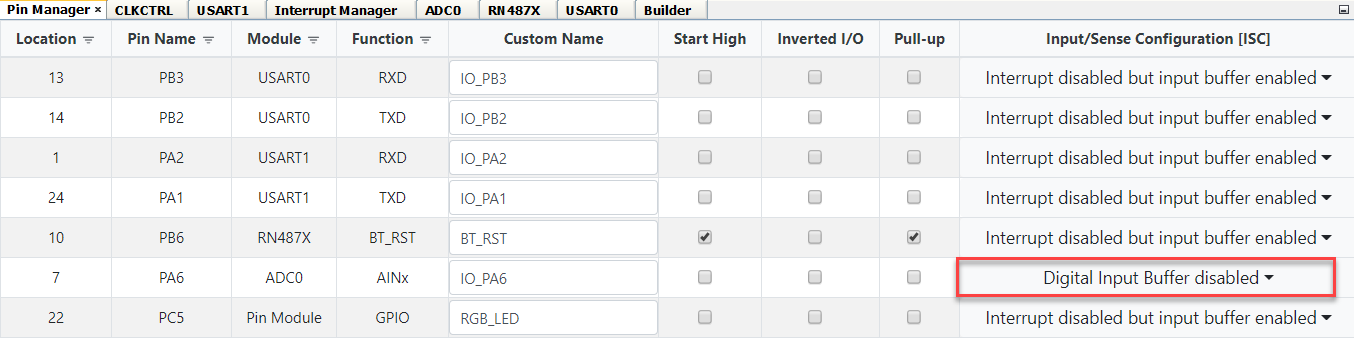 Pin Manager × CLKCTRL USART1 Interrupt Manager ADC0 RN487X USART0 Builder
Location Pin Name Module Function Custom Name Start High Inverted I/O Pull-up Input/Sense Configuration [ISC]
13 PB3 USART0 RXD IO_PB3 Interrupt disabled but input buffer enabled
14 PB2 USART0 TXD IO_PB2 Interrupt disabled but input buffer enabled
1 PA2 USART1 RXD IO_PA2 Interrupt disabled but input buffer enabled
24 PA1 USART1 TXD IO_PA1 Interrupt disabled but input buffer enabled
10 PB6 RN487X BT_RST BT_RST Interrupt disabled but input buffer enabled
7 PA6 ADC0 AINx IO_PA6 Digital Input Buffer disabled
22 PC5 Pin Module GPIO RGB_LED Interrupt disabled but input buffer enabled